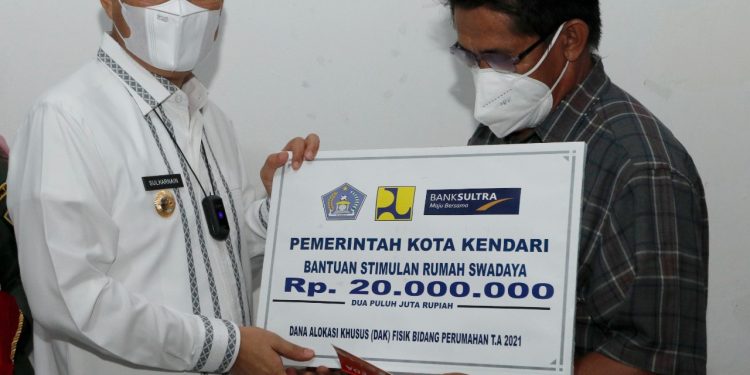 SULKARNAIN
BANKSULTRA
Maju Bersama
PEMERINTAH KOTA KENDARI
BANTUAN STIMULAN RUMAH SWADAYA
Rp. 20.000.000
DUA PULUH JUTA RUPIAH
DANA ALOKASI KHUSUS (DAK) FISIK BIDANG PERUMAHAN T.A 2021